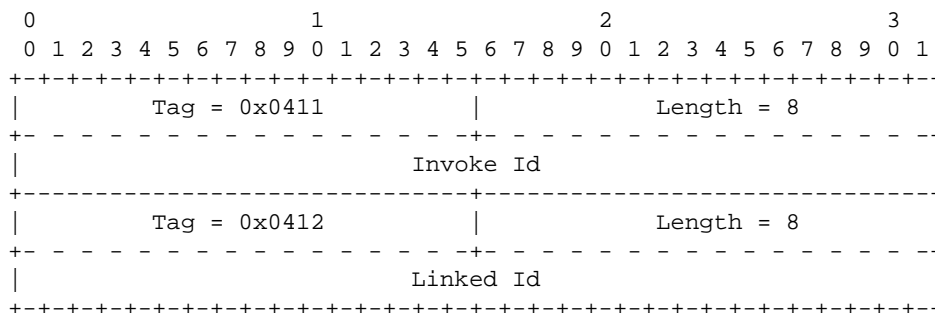 0                   1                   2                   3
0 1 2 3 4 5 6 7 8 9 0 1 2 3 4 5 6 7 8 9 0 1 2 3 4 5 6 7 8 9 0 1
+-+-+-+-+-+-+-+-+-+-+-+-+-+-+-+-+-+-+-+-+-+-+-+-+-+-+-+-+-+-+-+-
|         Tag = 0x0411          |            Length = 8
+- - - - - - - - - - - - - - - -+- - - - - - - - - - - - - - - -
|                           Invoke Id
+-------------------------------+--------------------------------
|         Tag = 0x0412          |            Length = 8
+- - - - - - - - - - - - - - - -+- - - - - - - - - - - - - - - -
|                           Linked Id
+-+-+-+-+-+-+-+-+-+-+-+-+-+-+-+-+-+-+-+-+-+-+-+-+-+-+-+-+-+-+-+-